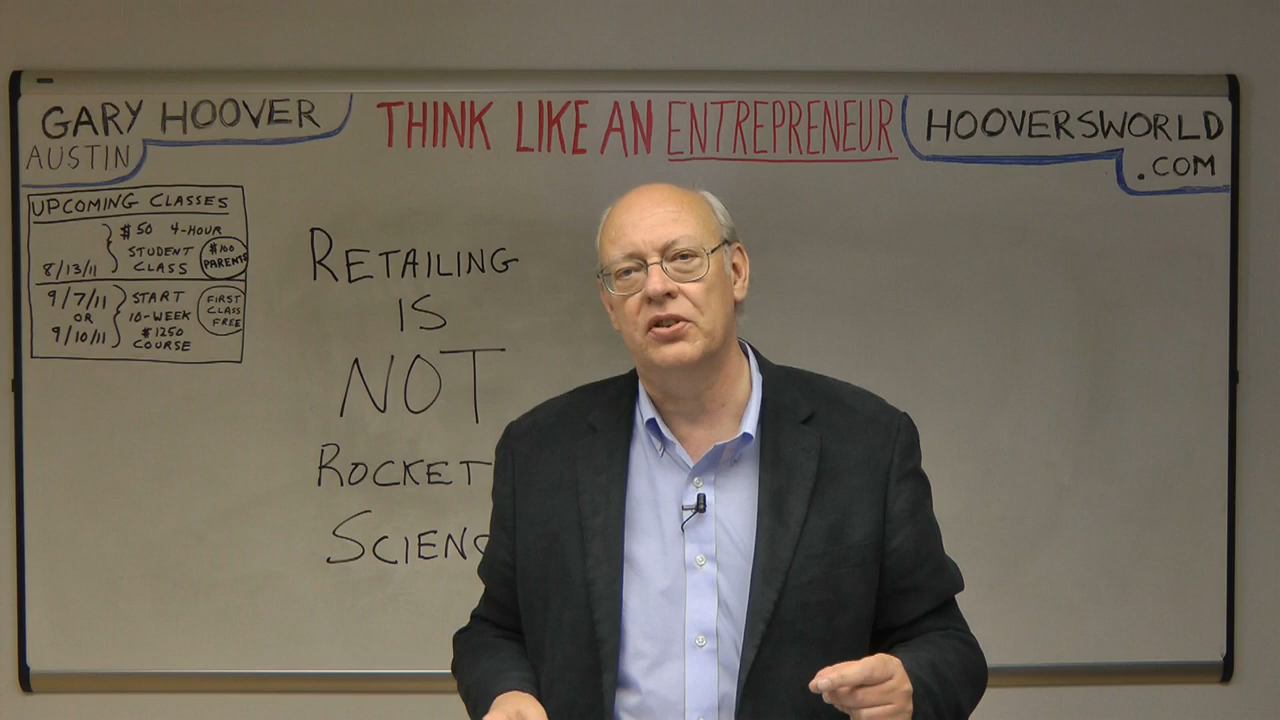 GARY HOOVER
AUSTIN
THINK LIKE AN ENTREPRENEUR
HOOVERSWORLD
.COM
UPCOMING CLASSES
8/13/11
$50 4-HOUR
STUDENT
CLASS
$100
PARENTS
9/7/11
OR
9/10/11
START
10-WEEK
$1250
COURSE
FIRST
CLASS
FREE
RETAILING
IS
NOT
ROCKET
SCIENC